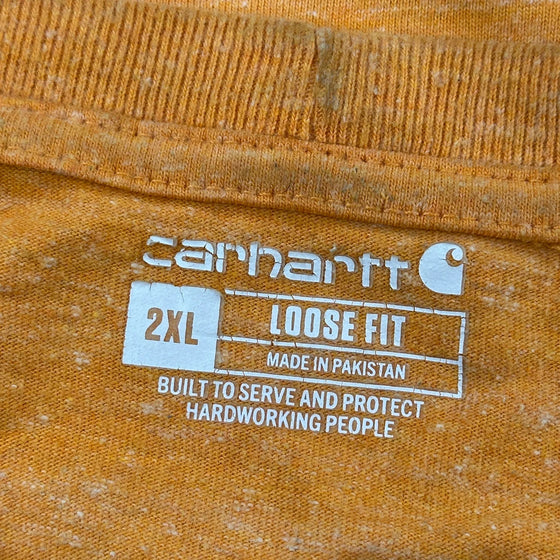 carhartt
2XL
LOOSE FIT
MADE IN PAKISTAN
BUILT TO SERVE AND PROTECT
HARDWORKING PEOPLE